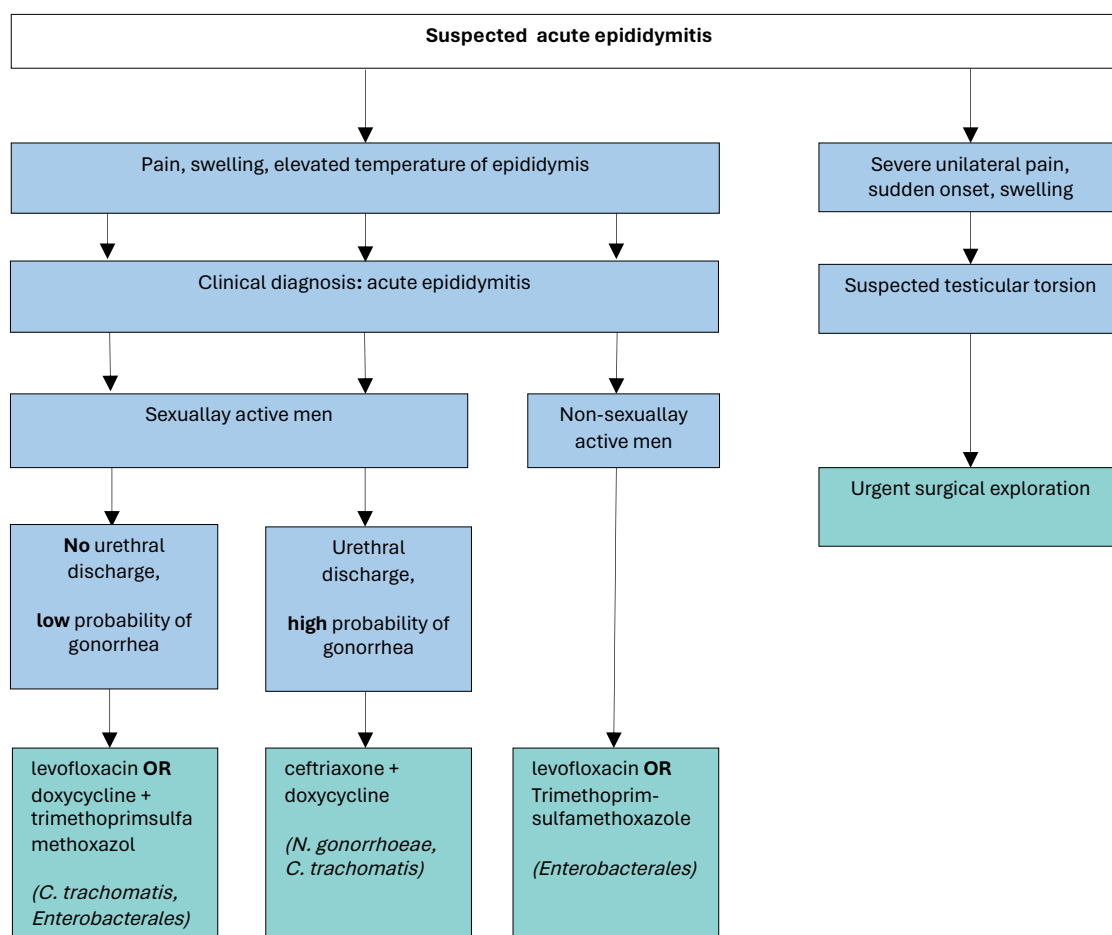 Suspected acute epididymitis
Pain, swelling, elevated temperature of epididymis
Severe unilateral pain,
sudden onset, swelling
Clinical diagnosis: acute epididymitis
Suspected testicular torsion
Sexuallay active men
Non-sexuallay
active men
Urgent surgical exploration
No urethral
discharge,
low probability of
gonorrhea
Urethral
discharge,
high probability of
gonorrhea
levofloxacin OR
doxycycline +
trimethoprimsulfa
methoxazol
(C. trachomatis,
Enterobacterales)
ceftriaxone +
doxycycline
(N. gonorrhoeae,
C. trachomatis)
levofloxacin OR
Trimethoprim-
sulfamethoxazole
(Enterobacterales)